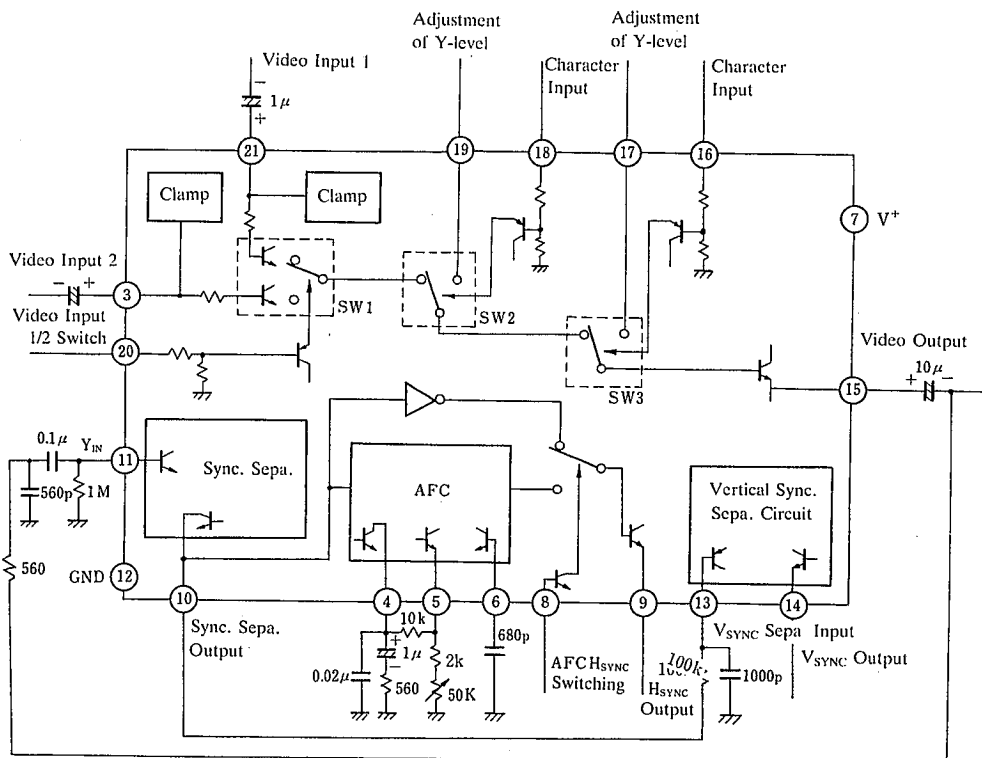 Adjustment
of Y-level
Adjustment
of Y-level
Video Input 1
Character
Input
Character
Input
−
1μ
+
21
19
18
17
16
Clamp
Clamp
7
V+
Video Input 2
− +
3
SW1
SW2
Video Input
1/2 Switch
20
SW3
Video Output
10μ
+ −
15
0.1μ
YIN
11
Sync. Sepa.
AFC
Vertical Sync.
Sepa. Circuit
560p
1M
560
GND
12
10
4
5
6
8
9
13
14
Sync. Sepa.
Output
10k
+
1μ
−
0.02μ
560
2k
50K
680p
AFC HSYNC
Switching
HSYNC
Output
VSYNC Sepa Input
VSYNC Output
100k
1000p